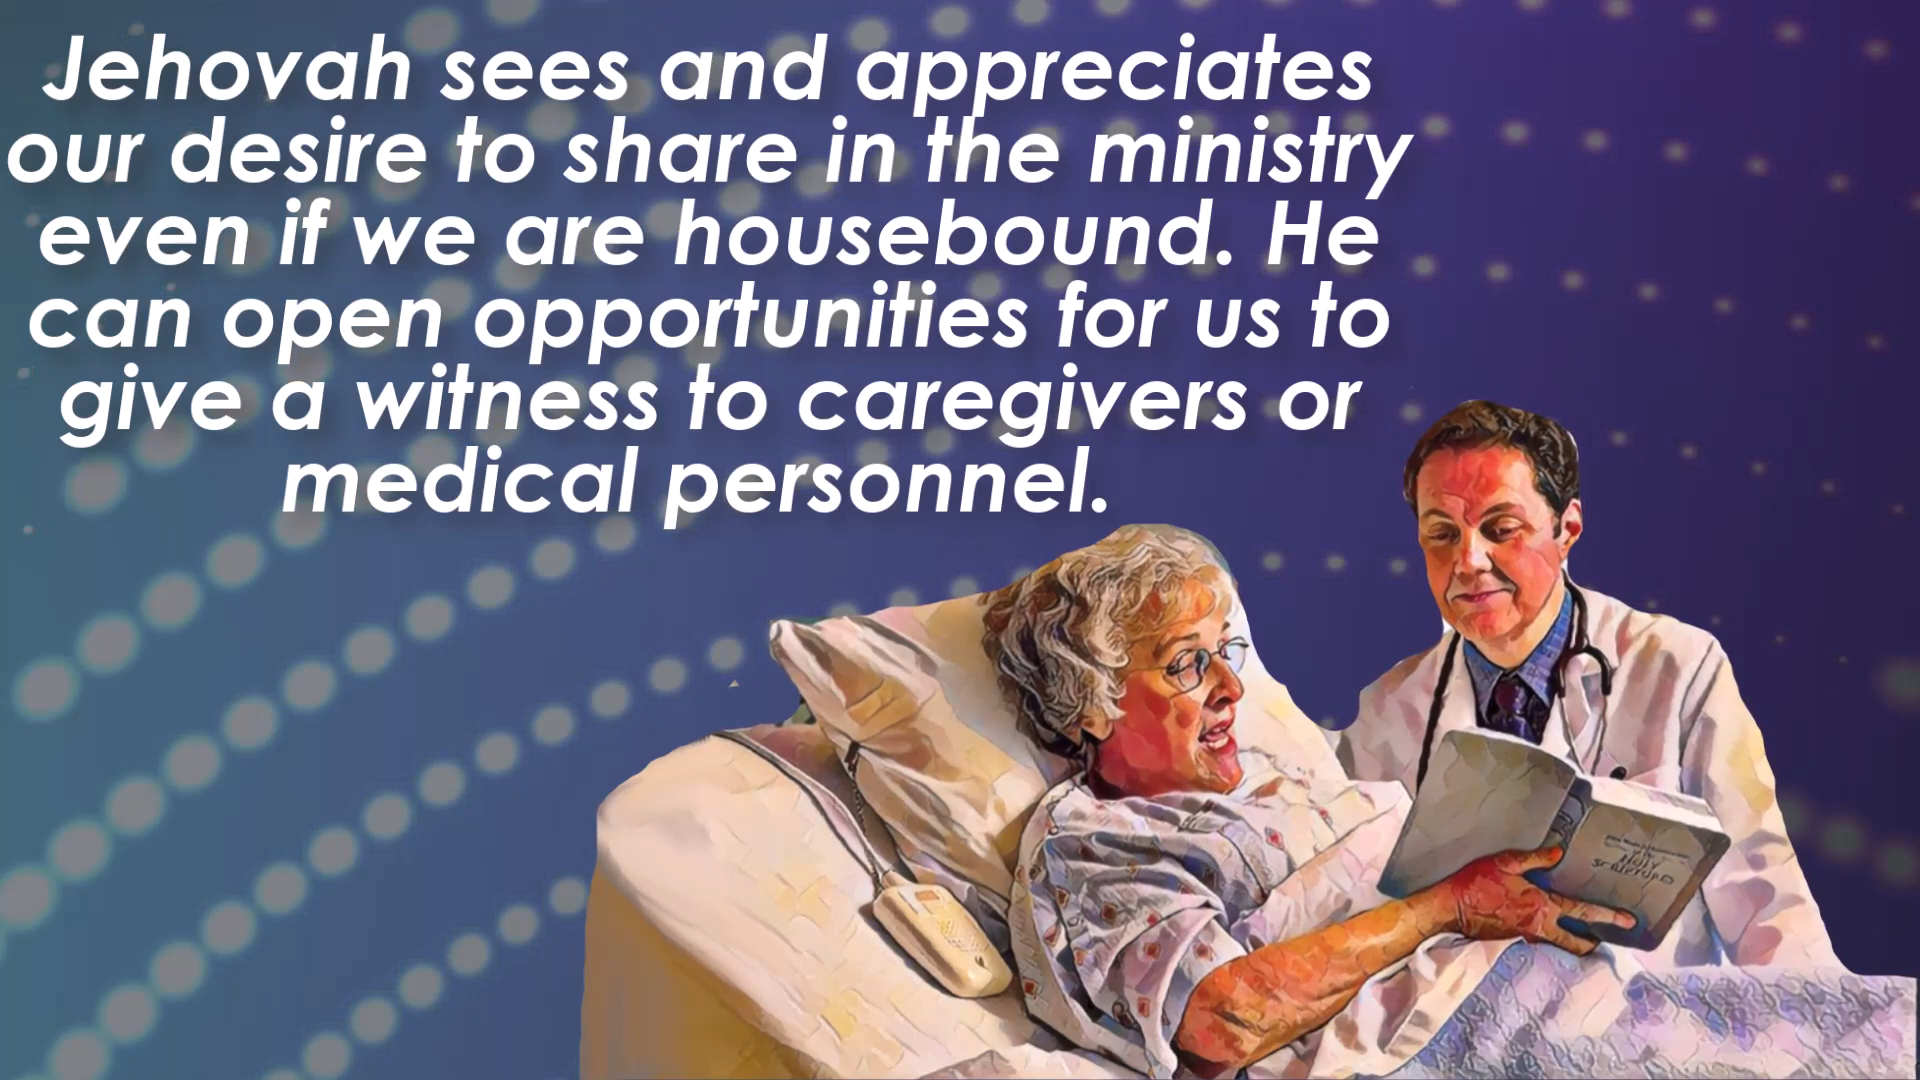 Jehovah sees and appreciates
our desire to share in the ministry
even if we are housebound. He
can open opportunities for us to
give a witness to caregivers or
medical personnel.
HOLY